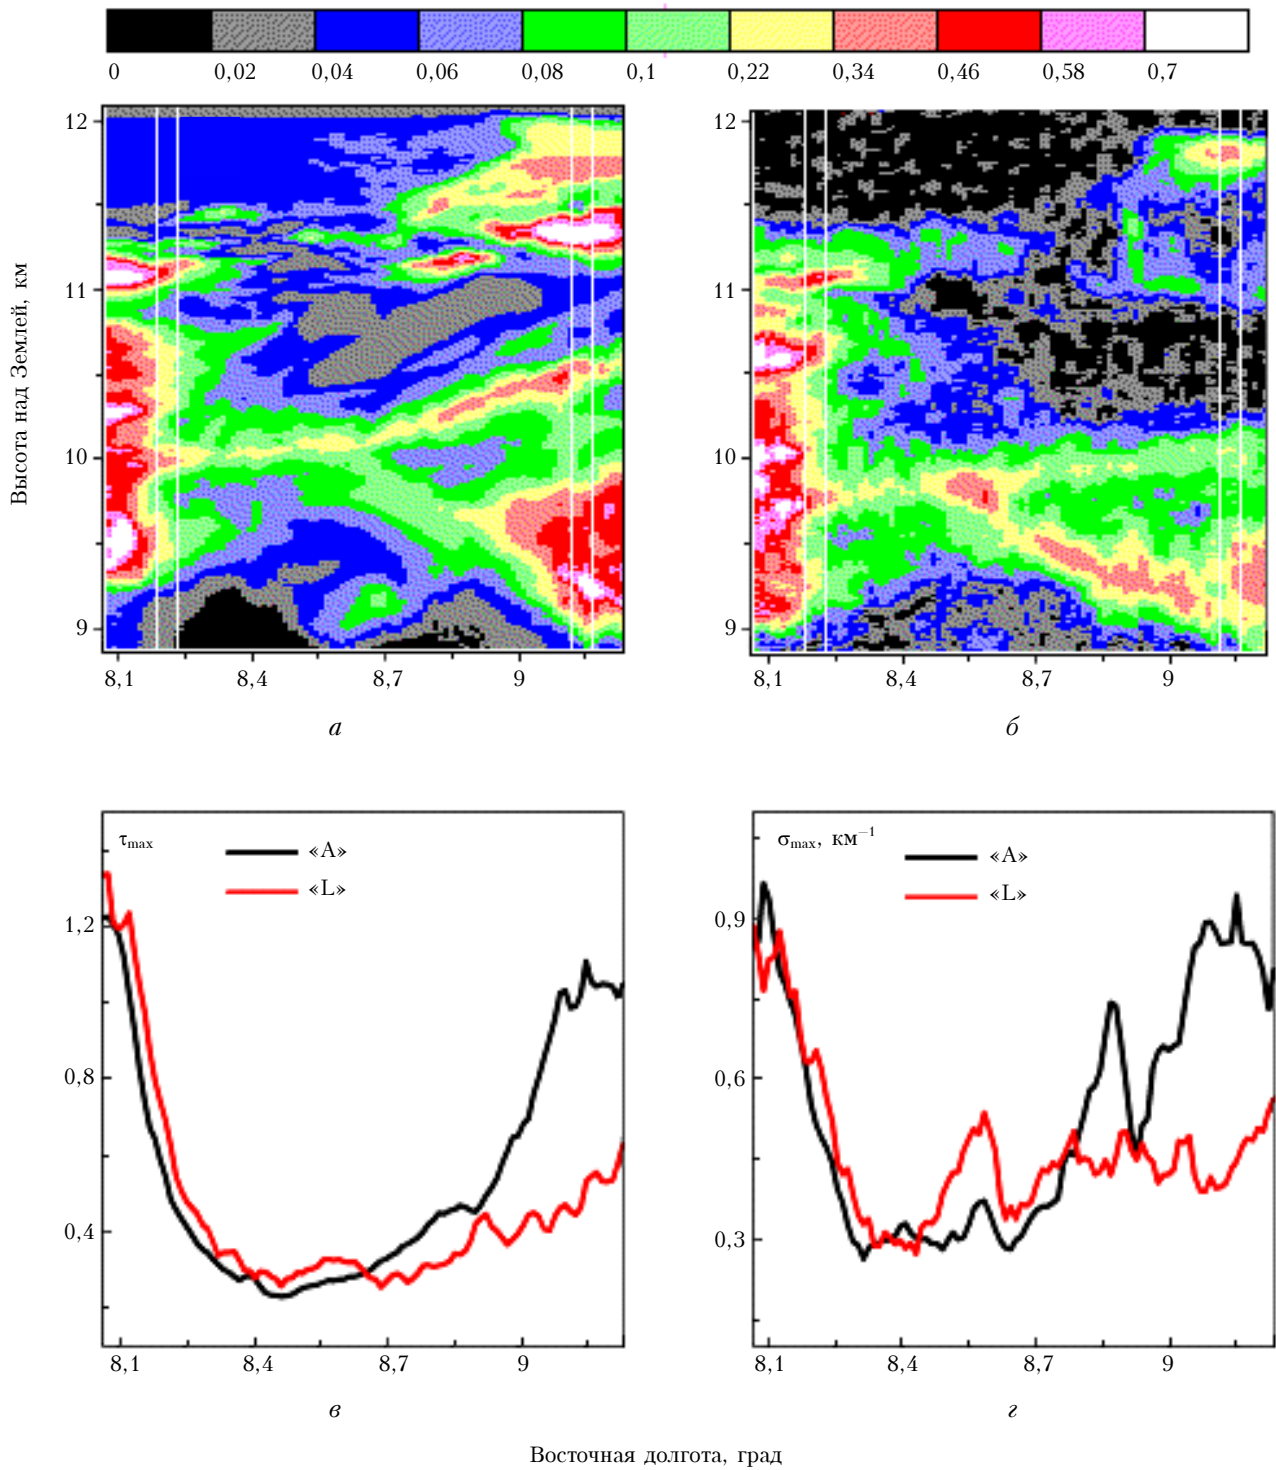 0 0,02 0,04 0,06 0,08 0,1 0,22 0,34 0,46 0,58 0,7
Высота над Землей, км
12 11 10 9
8,1 8,4 8,7 9
а
12 11 10 9
8,1 8,4 8,7 9
б
τmax
«A»
«L»
1,2
0.8
0.4
8,1 8,4 8,7 9
в
σmax, км⁻¹
«A»
«L»
0,9
0,6
0,3
8,1 8,4 8,7 9
г
Восточная долгота, град